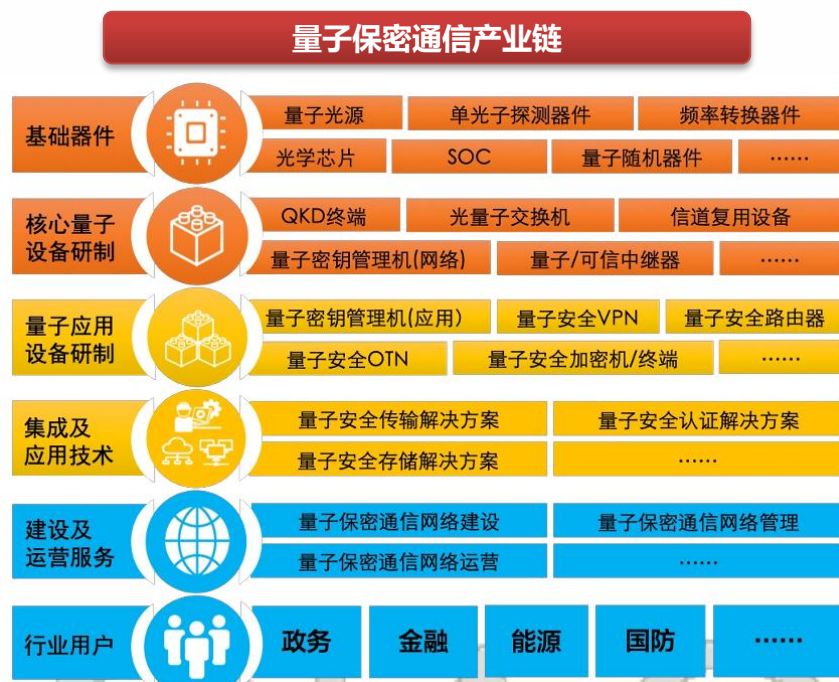 量子保密通信产业链
基础器件
量子光源 单光子探测器件 频率转换器件
光学芯片 SOC 量子随机器件 ······
核心量子
设备研制
QKD终端 光量子交换机 信道复用设备
量子密钥管理机(网络) 量子/可信中继器 ······
量子应用
设备研制
量子密钥管理机(应用） 量子安全VPN 量子安全路由器
量子安全OTN 量子安全加密机/终端 ······
集成及
应用技术
量子安全传输解决方案 量子安全认证解决方案
量子安全存储解决方案 ······
建设及
运营服务
量子保密通信网络建设 量子保密通信网络管理
量子保密通信网络运营 ······
行业用户
政务 金融 能源 国防 ······